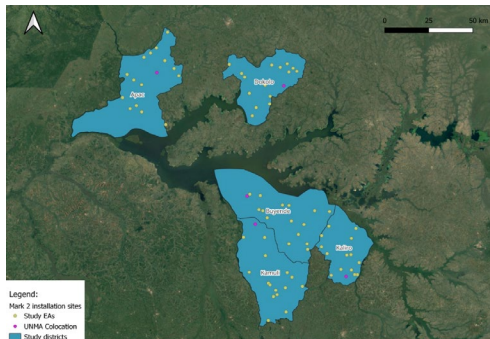 0 25 50 km
Apac
Dokolo
Buyende
Kaliro
Kamuli
Legend:
Mark 2 installation sites
Study EAs
UNMA Colocation
Study districts